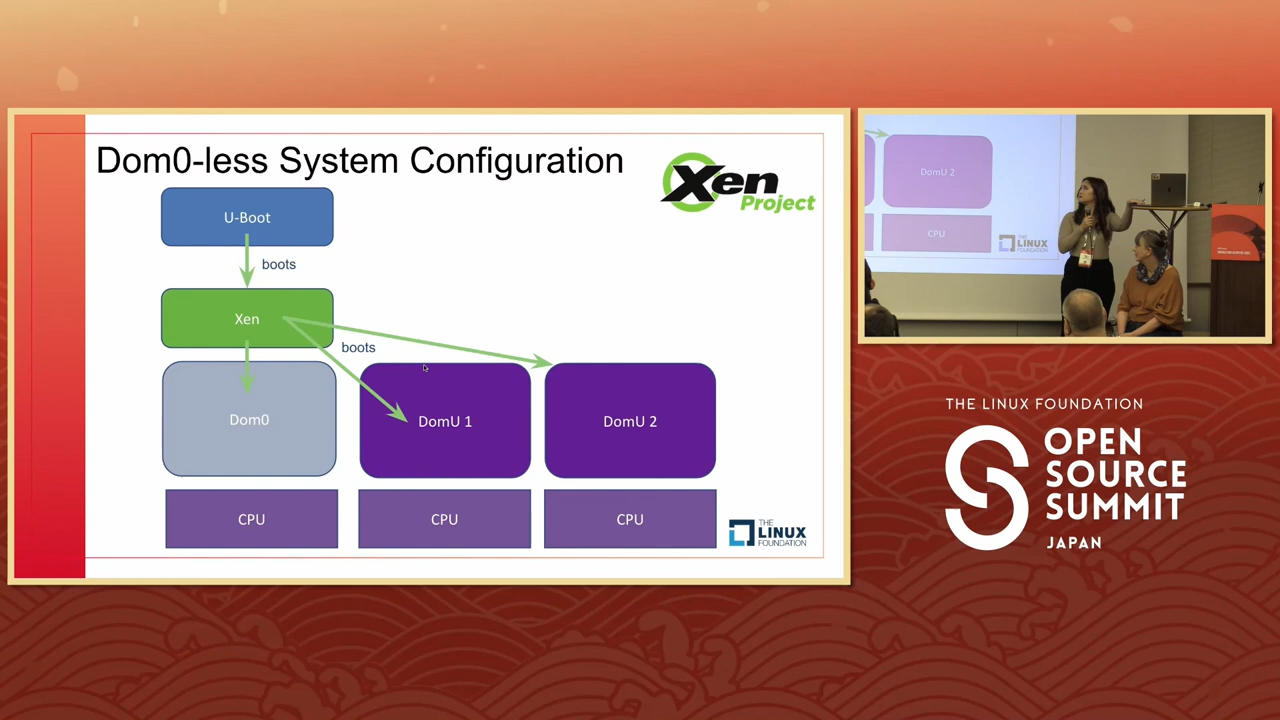 Dom0-less System Configuration
Xen
Project
U-Boot
boots
Xen
boots
Dom0
DomU 1
DomU 2
CPU
CPU
CPU
THE
LINUX
FOUNDATION
DomU 2
CPU
THE
LINUX
FOUNDATION
THE LINUX FOUNDATION
OPEN
SOURCE
SUMMIT
JAPAN